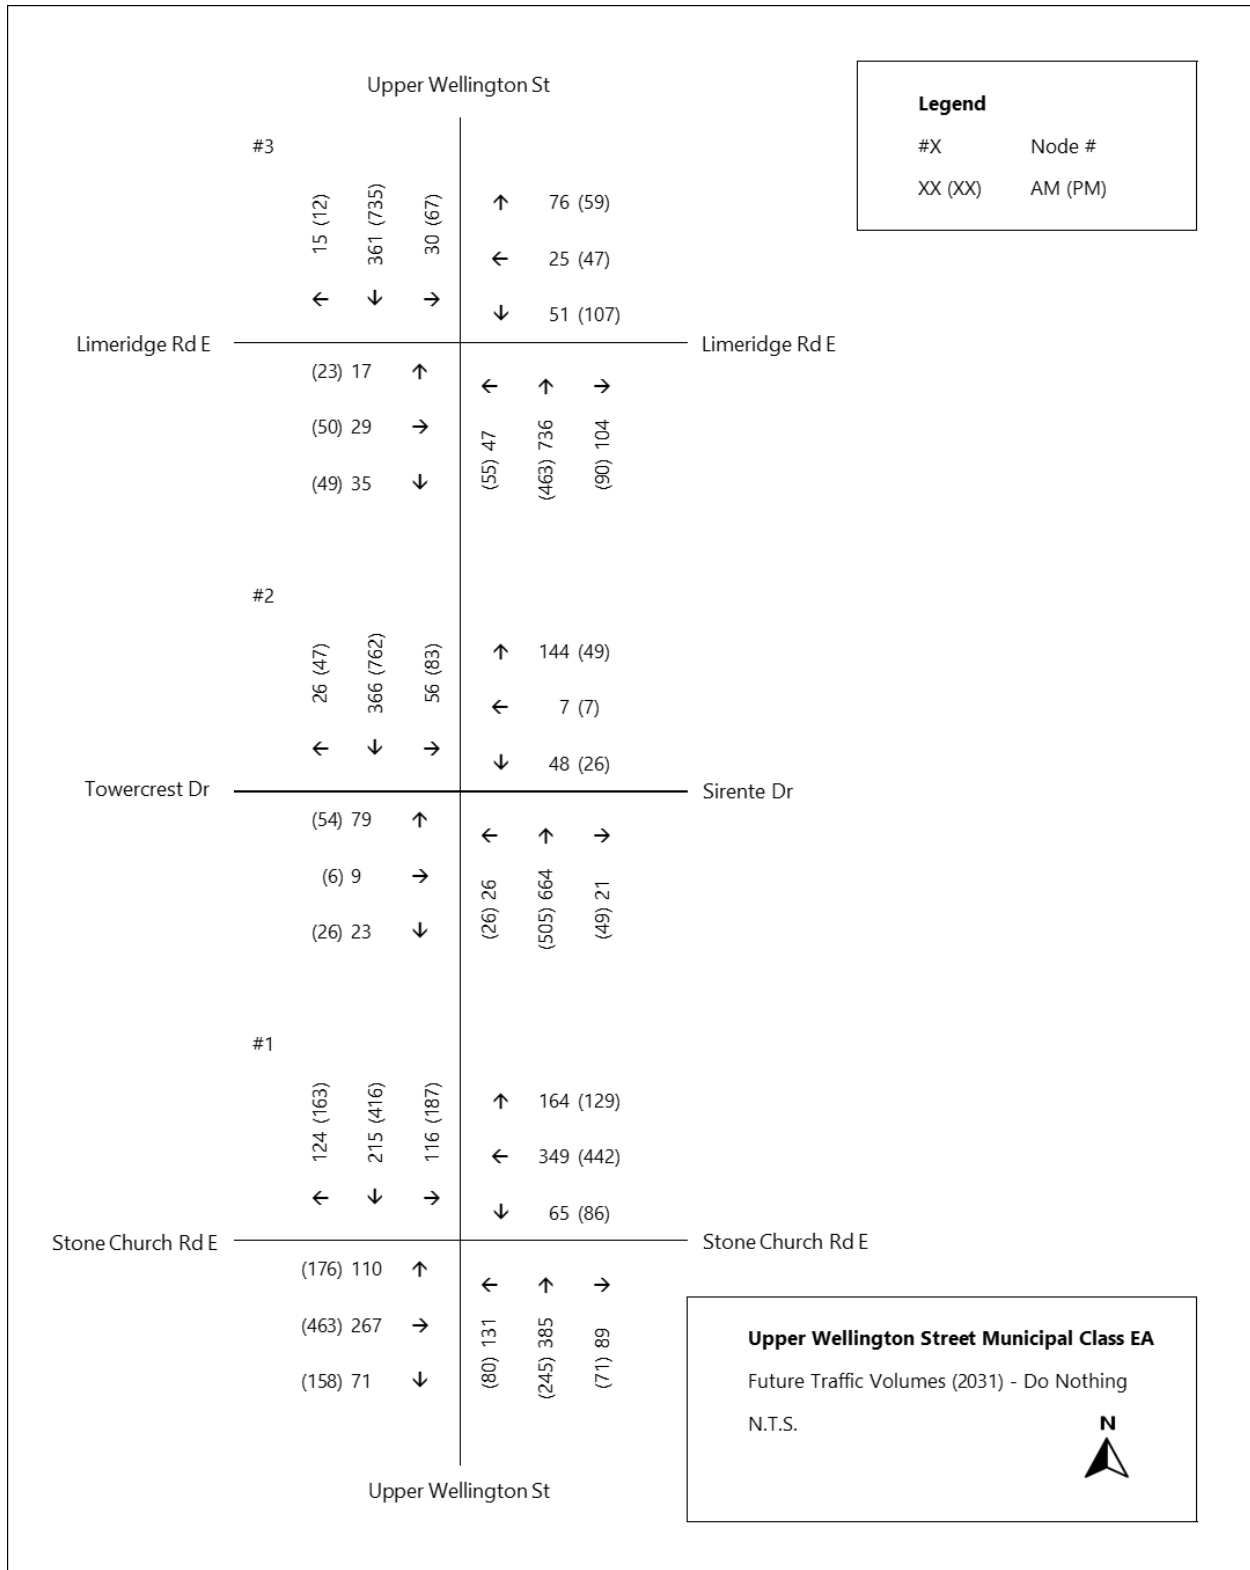 Upper Wellington St
Legend
#X Node #
XX (XX) AM (PM)
#3
15 (12)
361 (735)
30 (67)
↑ 76 (59)
← 25 (47)
↓ 51 (107)
← ↓ →
Limeridge Rd E
Limeridge Rd E
(23) 17 ↑
(50) 29 →
(49) 35 ↓
← ↑ →
(55) 47
(463) 736
(90) 104
#2
26 (47)
366 (762)
56 (83)
↑ 144 (49)
← 7 (7)
↓ 48 (26)
← ↓ →
Towercrest Dr
Sirente Dr
(54) 79 ↑
(6) 9 →
(26) 23 ↓
← ↑ →
(26) 26
(505) 664
(49) 21
#1
124 (163)
215 (416)
116 (187)
↑ 164 (129)
← 349 (442)
↓ 65 (86)
← ↓ →
Stone Church Rd E
Stone Church Rd E
(176) 110 ↑
(463) 267 →
(158) 71 ↓
← ↑ →
(80) 131
(245) 385
(71) 89
Upper Wellington Street Municipal Class EA
Future Traffic Volumes (2031) - Do Nothing
N.T.S.
N
Upper Wellington St